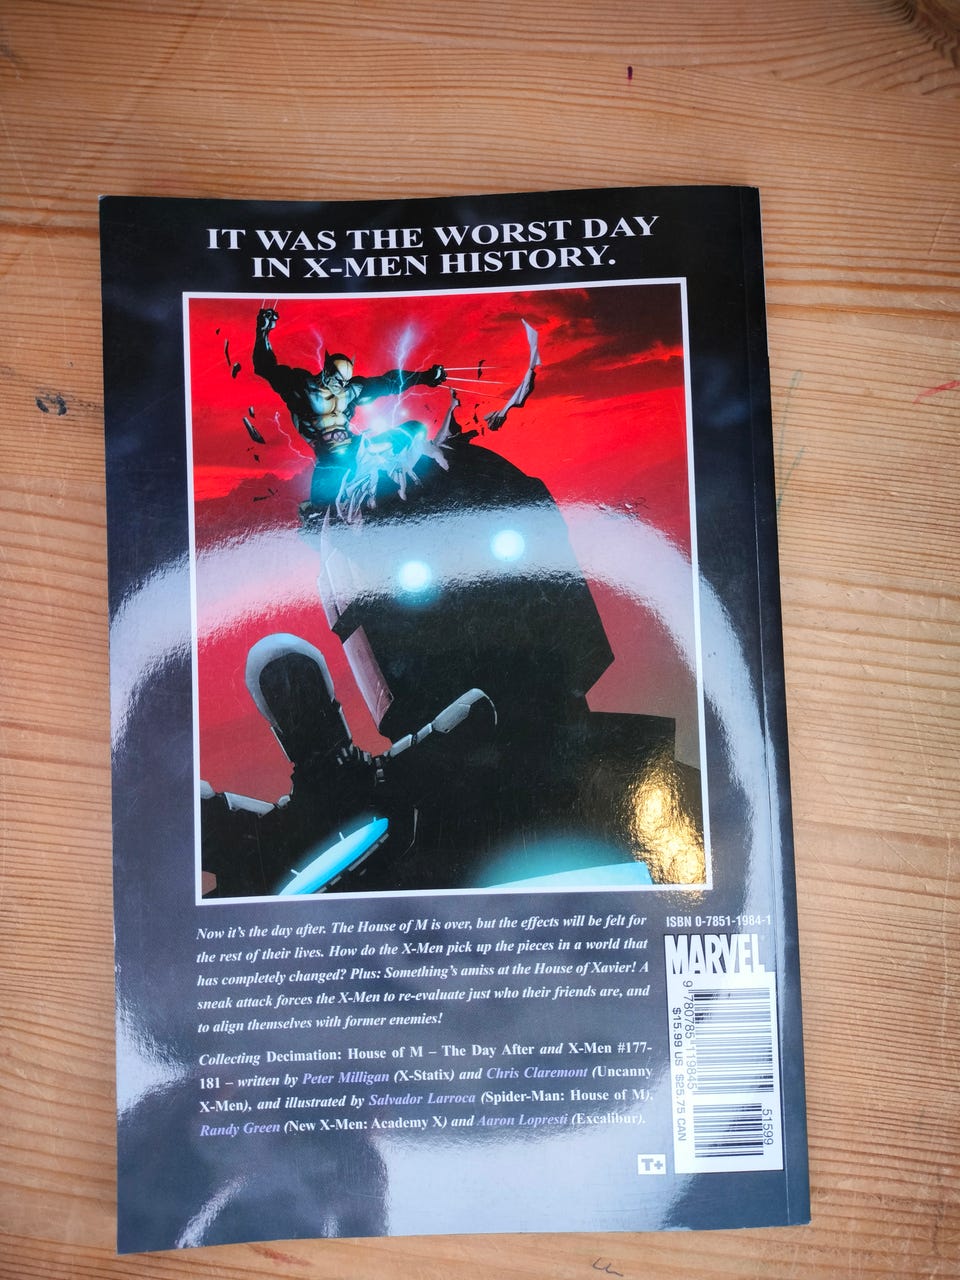 IT WAS THE WORST DAY
IN X-MEN HISTORY.
Now it's the day after. The House of M is over, but the effects will be felt for
the rest of their lives. How do the X-Men pick up the pieces in a world that
has completely changed? Plus: Something's amiss at the House of Xavier! A
sneak attack forces the X-Men to re-evaluate just who their friends are, and
to align themselves with former enemies!
Collecting Decimation: House of M – The Day After and X-Men #177-
181 – written by Peter Milligan (X-Statix) and Chris Claremont (Uncanny
X-Men), and illustrated by Salvador Larroca (Spider-Man: House of M),
Randy Green (New X-Men: Academy X) and Aaron Lopresti (Excalibur).
ISBN 0-7851-1984-1
MARVEL
9 780785 119845
$15.99 US $25.75 CAN
51599
T+